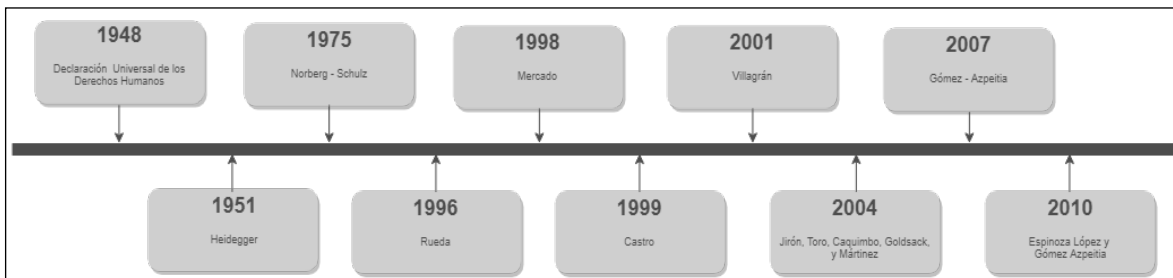 1948
Declaración Universal de los
Derechos Humanos
1975
Norberg - Schulz
1998
Mercado
2001
Villagrán
2007
Gómez - Azpeitia
1951
Heidegger
1996
Rueda
1999
Castro
2004
Jirón, Toro, Caquimbo, Goldsack,
y Mártinez
2010
Espinoza López y
Gómez Azpeitia